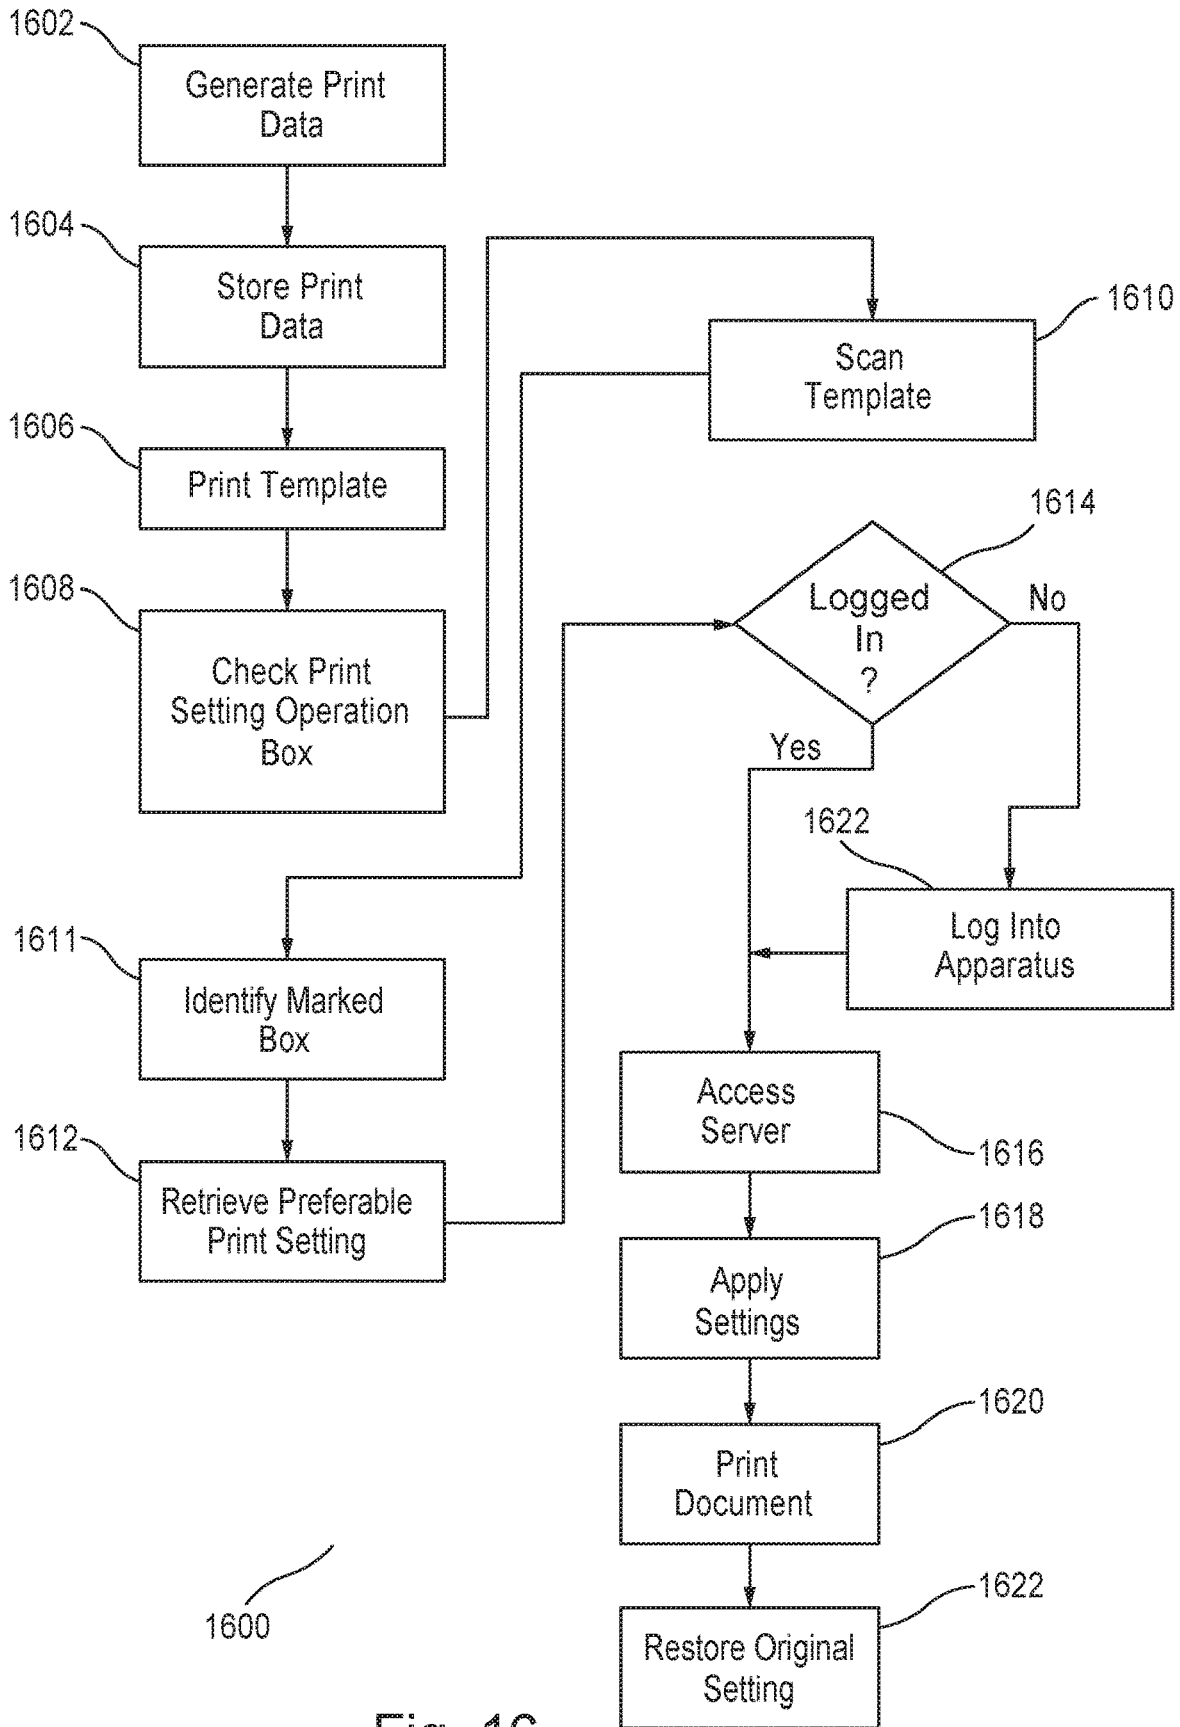 1602
Generate Print
Data
1604
Store Print
Data
1606
Print Template
1608
Check Print
Setting Operation
Box
1610
Scan
Template
1611
Identify Marked
Box
1612
Retrieve Preferable
Print Setting
1614
Logged
In
?
No
Yes
1622
Log Into
Apparatus
Access
Server
1616
1618
Apply
Settings
1620
Print
Document
1622
Restore Original
Setting
1600
Fig. 16